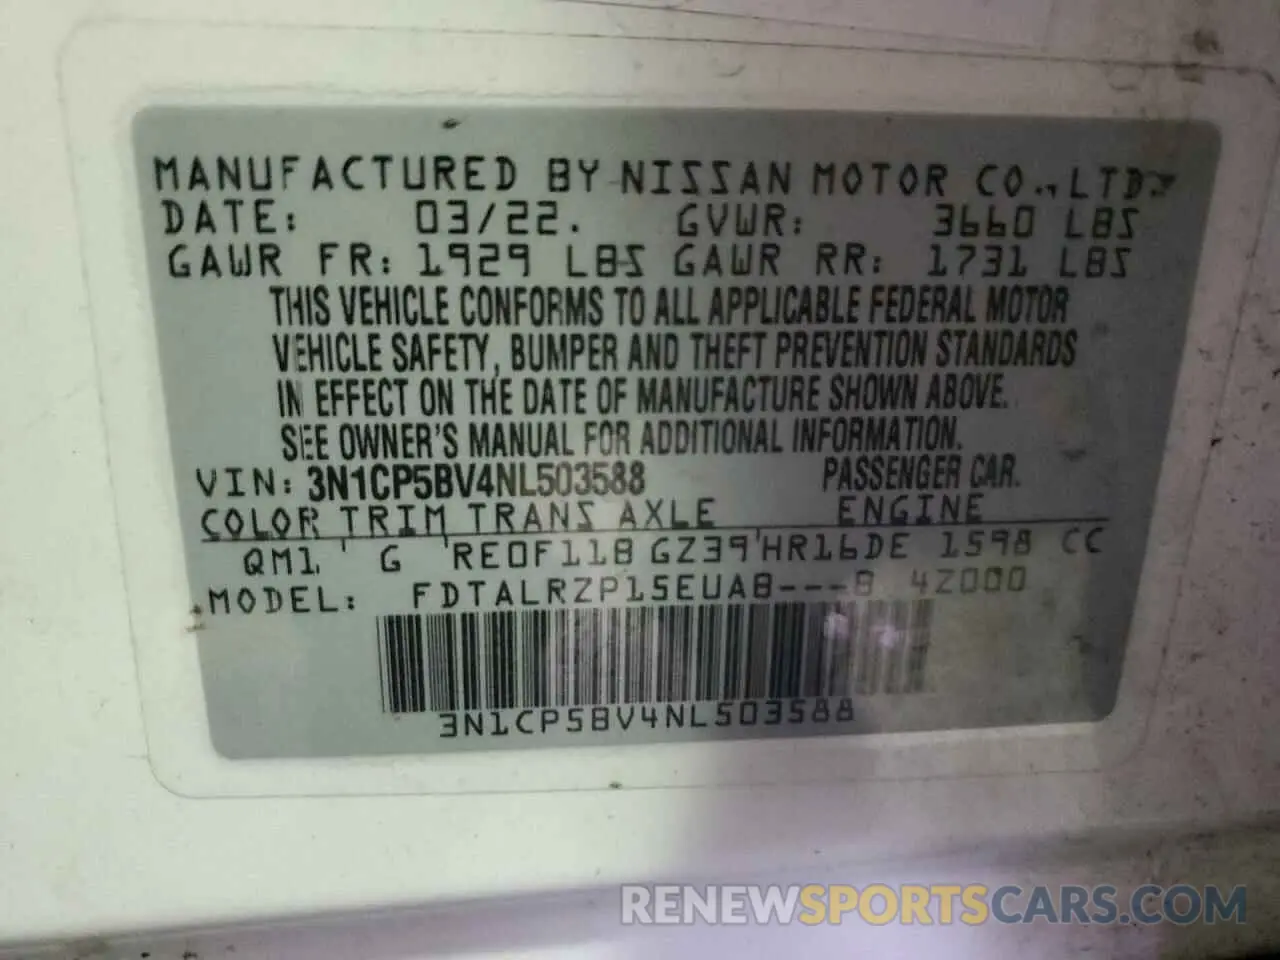 MANUFACTURED BY NISSAN MOTOR CO., LTD.
DATE: 03/22. GVWR: 3660 LBS
GAWR FR: 1929 LBS GAWR RR: 1731 LBS
THIS VEHICLE CONFORMS TO ALL APPLICABLE FEDERAL MOTOR
VEHICLE SAFETY, BUMPER AND THEFT PREVENTION STANDARDS
IN EFFECT ON THE DATE OF MANUFACTURE SHOWN ABOVE.
SEE OWNER'S MANUAL FOR ADDITIONAL INFORMATION.
VIN: 3N1CP5BV4NL503588 PASSENGER CAR.
COLOR TRIM TRANS AXLE ENGINE
QM1 G RE0F11B GZ39 HR16DE 1598 CC
MODEL: FDTALRZP15EUAB---B 4Z000
3N1CP5BV4NL503588
RENEWSPORTSCARS.COM